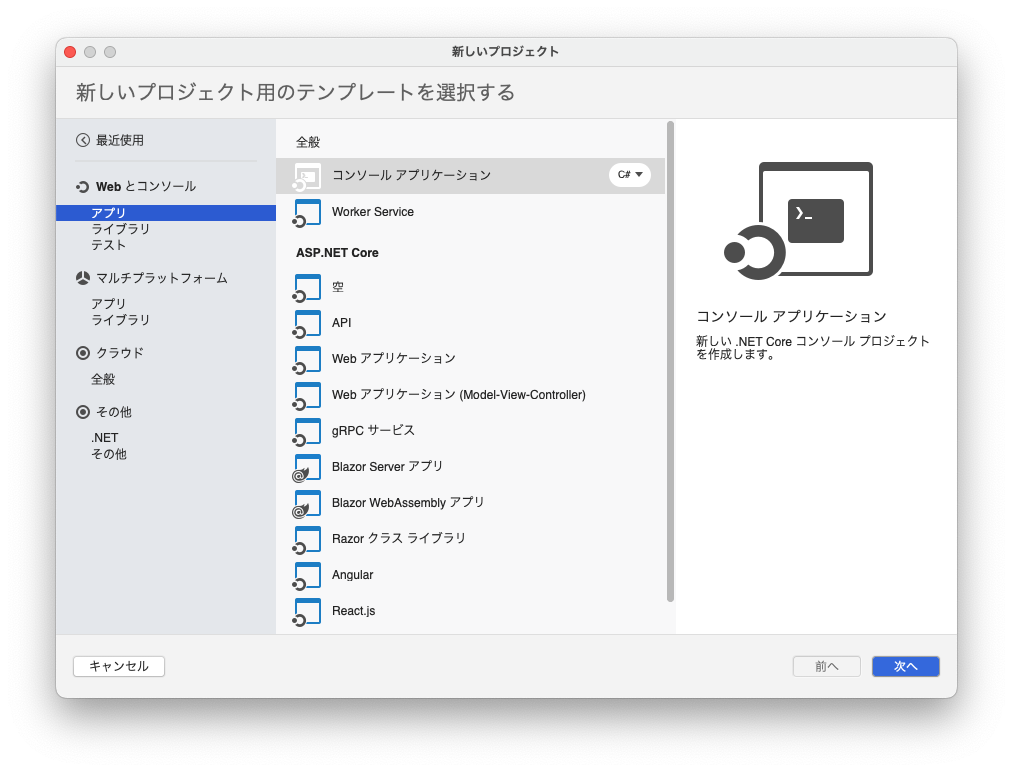 新しいプロジェクト
新しいプロジェクト用のテンプレートを選択する
最近使用
Web とコンソール
アプリ
ライブラリ
テスト
マルチプラットフォーム
アプリ
ライブラリ
クラウド
全般
その他
.NET
その他
全般
コンソール アプリケーション
C#
Worker Service
ASP.NET Core
空
API
Web アプリケーション
Web アプリケーション (Model-View-Controller)
gRPC サービス
Blazor Server アプリ
Blazor WebAssembly アプリ
Razor クラス ライブラリ
Angular
React.js
コンソール アプリケーション
新しい .NET Core コンソール プロジェクト
を作成します。
キャンセル
前へ
次へ